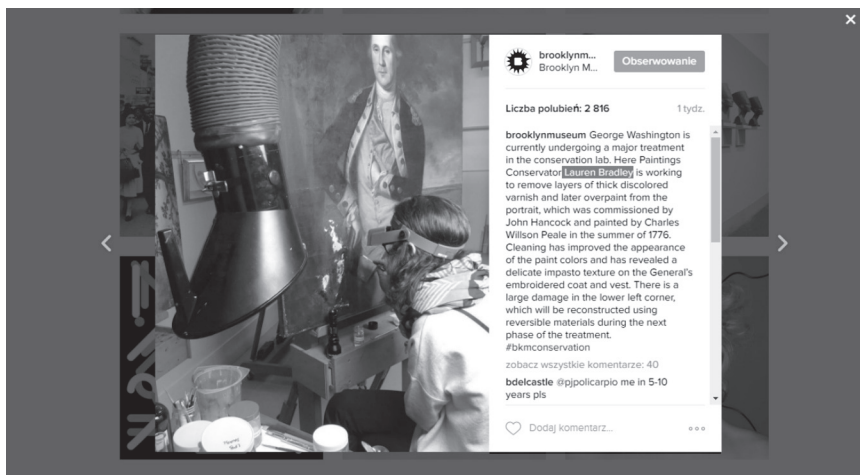 brooklynm...
Brooklyn M...
Obserwowanie
Liczba polubień: 2 816
1 tydz.
brooklynmuseum George Washington is
currently undergoing a major treatment
in the conservation lab. Here Paintings
Conservator Lauren Bradley is working
to remove layers of thick discolored
varnish and later overpaint from the
portrait, which was commissioned by
John Hancock and painted by Charles
Willson Peale in the summer of 1776.
Cleaning has improved the appearance
of the paint colors and has revealed a
delicate impasto texture on the General's
embroidered coat and vest. There is a
large damage in the lower left corner,
which will be reconstructed using
reversible materials during the next
phase of the treatment.
#bkmconservation
zobacz wszystkie komentarze: 40
bdelcastle @pjpolicarpio me in 5-10
years pls
Dodaj komentarz...